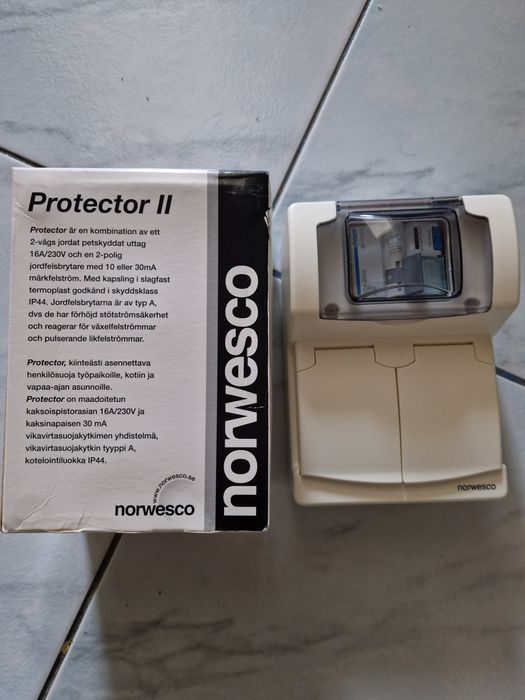 Protector II
Protector är en kombination av ett
2-vägs jordat petskyddat uttag
16A/230V och en 2-polig
jordfelsbrytare med 10 eller 30mA
märkfelström. Med kapsling i slagfast
termoplast godkänd i skyddsklass
IP44. Jordfelsbrytarna är av typ A,
dvs de har förhöjd stötströmsäkerhet
och reagerar för växelfelströmmar
och pulserande likfelströmmar.
Protector, kiinteästi asennettava
henkilösuoja työpaikoille, kotiin ja
vapaa-ajan asunnoille.
Protector on maadoitetun
kaksoispistorasian 16A/230V ja
kaksinapaisen 30 mA
vikavirtasuojakytkimen yhdistelmä,
vikavirtasuojakytkin tyyppi A,
kotelointiluokka IP44.
www.norwesco.se
norwesco
norwesco
norwesco